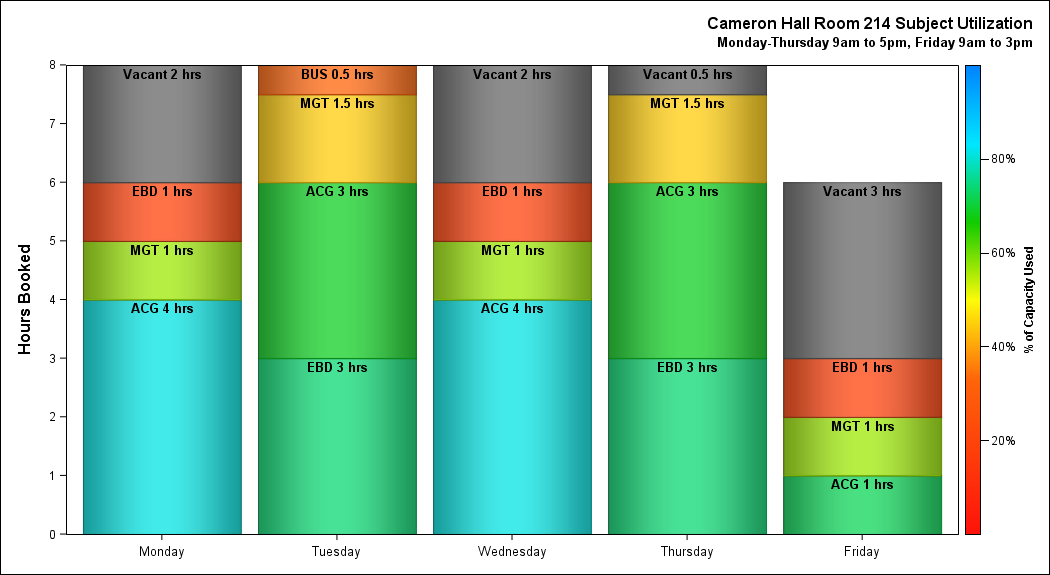 Cameron Hall Room 214 Subject Utilization
Monday-Thursday 9am to 5pm, Friday 9am to 3pm
Hours Booked
8
7
6
5
4
3
2
1
0
Vacant 2 hrs
EBD 1 hrs
MGT 1 hrs
ACG 4 hrs
Monday
BUS 0.5 hrs
MGT 1.5 hrs
ACG 3 hrs
EBD 3 hrs
Tuesday
Vacant 2 hrs
EBD 1 hrs
MGT 1 hrs
ACG 4 hrs
Wednesday
Vacant 0.5 hrs
MGT 1.5 hrs
ACG 3 hrs
EBD 3 hrs
Thursday
Vacant 3 hrs
EBD 1 hrs
MGT 1 hrs
ACG 1 hrs
Friday
80%
60%
40%
20%
% of Capacity Used